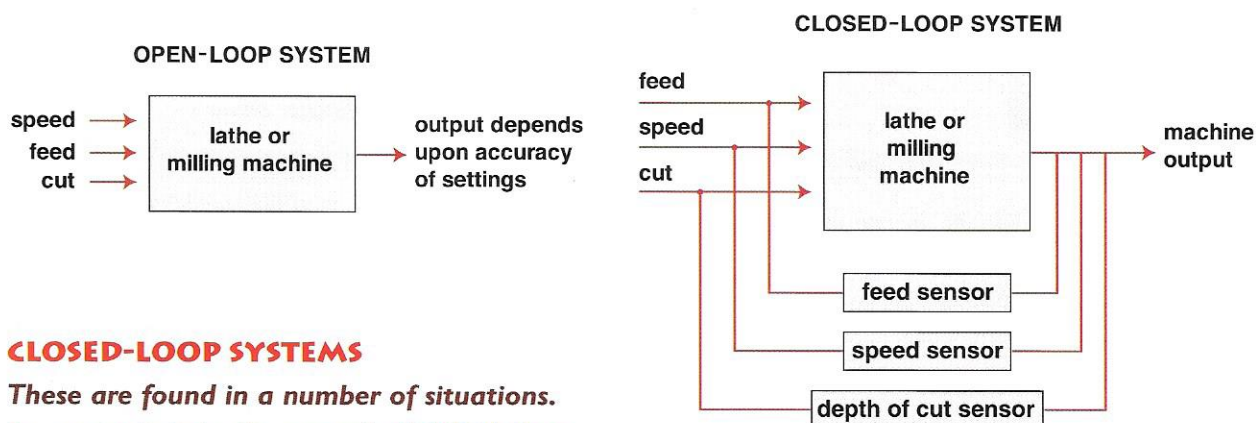 OPEN-LOOP SYSTEM
speed
feed
cut
lathe or
milling machine
output depends
upon accuracy
of settings
CLOSED-LOOP SYSTEM
feed
speed
cut
lathe or
milling
machine
machine
output
feed sensor
speed sensor
depth of cut sensor
CLOSED-LOOP SYSTEMS
These are found in a number of situations.